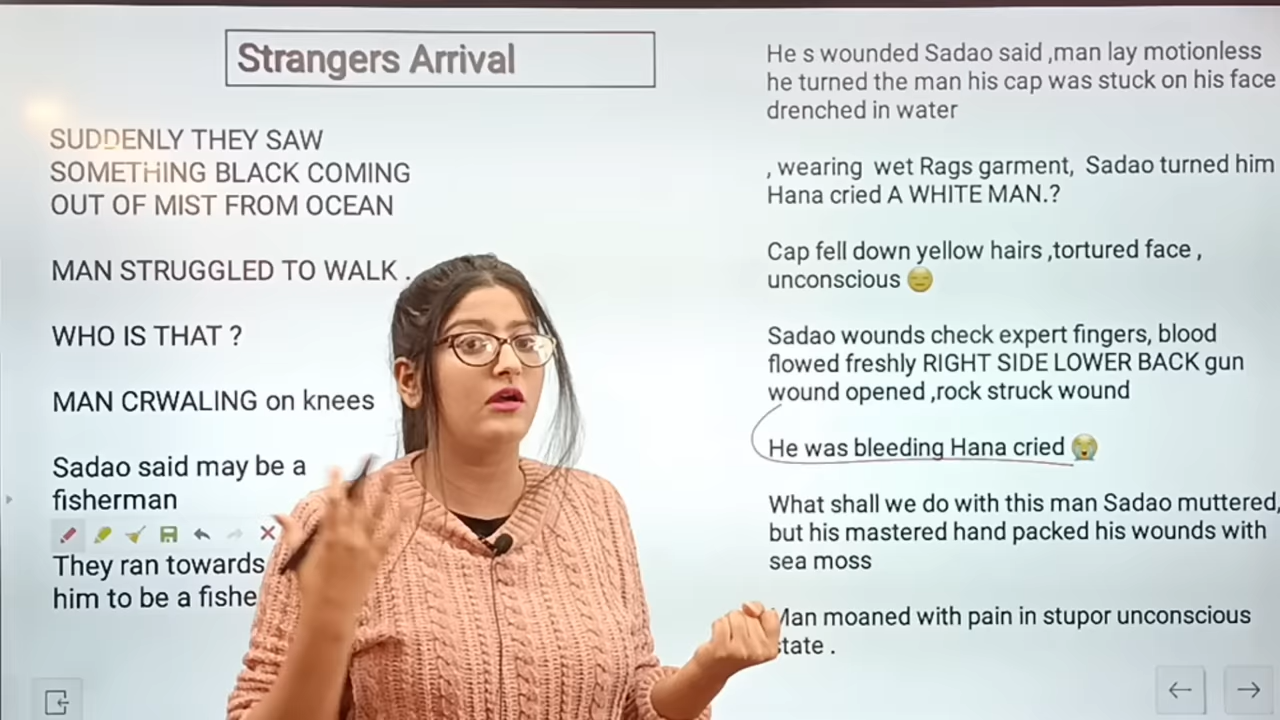 Strangers Arrival
SUDDENLY THEY SAW
SOMETHING BLACK COMING
OUT OF MIST FROM OCEAN
MAN STRUGGLED TO WALK .
WHO IS THAT ?
MAN CRWALING on knees
Sadao said may be a
fisherman
They ran towards
him to be a fishe
He s wounded Sadao said ,man lay motionless
he turned the man his cap was stuck on his face
drenched in water
, wearing wet Rags garment, Sadao turned him
Hana cried A WHITE MAN.?
Cap fell down yellow hairs ,tortured face ,
unconscious 😑
Sadao wounds check expert fingers, blood
flowed freshly RIGHT SIDE LOWER BACK gun
wound opened ,rock struck wound
He was bleeding Hana cried 😭
What shall we do with this man Sadao muttered,
but his mastered hand packed his wounds with
sea moss
Man moaned with pain in stupor unconscious
state .